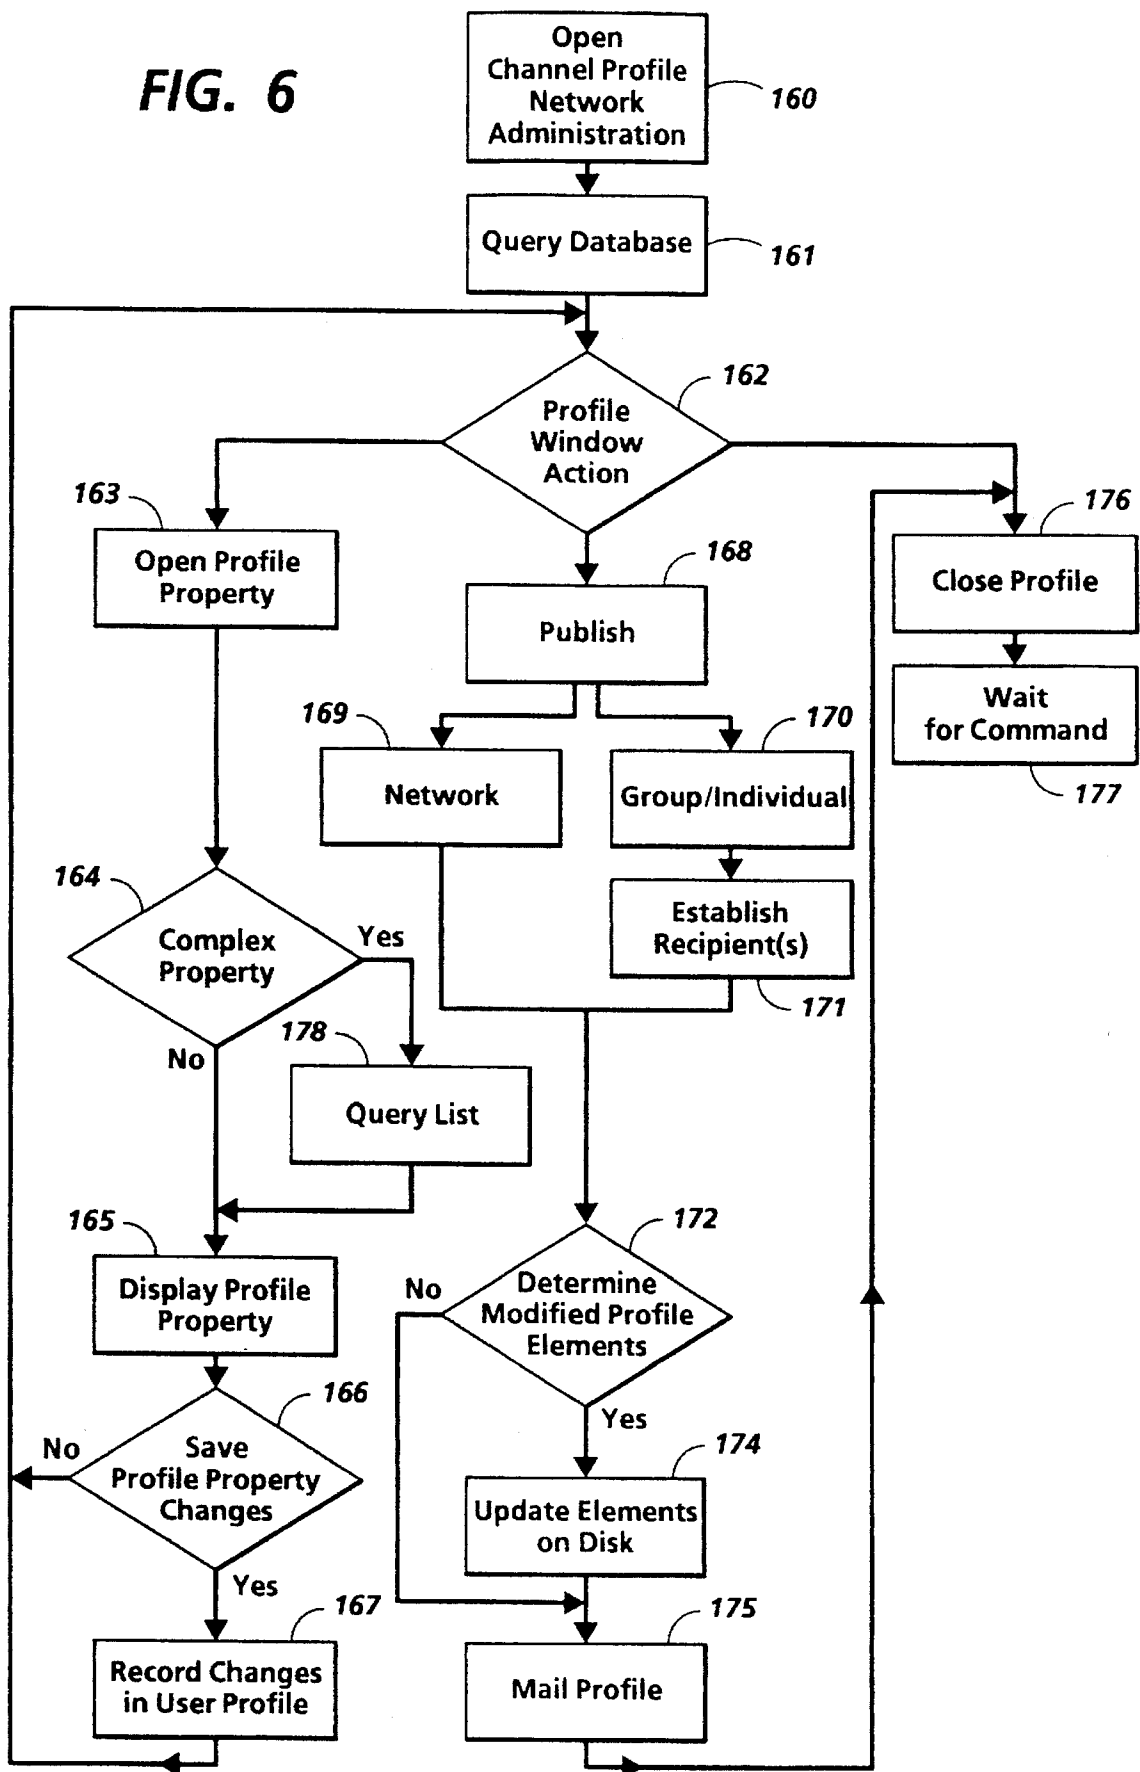 FIG. 6
Open
Channel Profile
Network
Administration
160
Query Database
161
162
Profile
Window
Action
163
Open Profile
Property
168
Publish
176
Close Profile
Wait
for Command
177
169
Network
170
Group/Individual
Establish
Recipient(s)
171
164
Complex
Property
Yes
No
178
Query List
165
Display Profile
Property
166
Save
Profile Property
Changes
No
Yes
167
Record Changes
in User Profile
172
Determine
Modified Profile
Elements
No
Yes
174
Update Elements
on Disk
175
Mail Profile